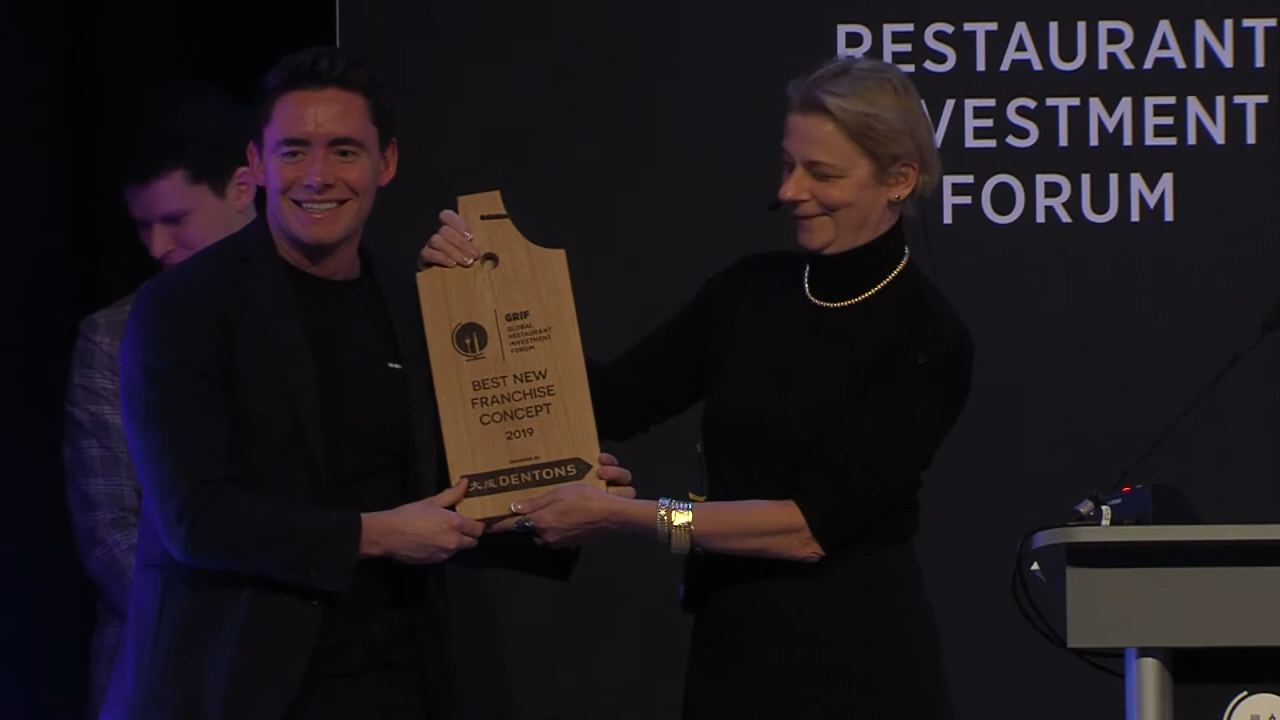 RESTAURANT
VESTMENT
FORUM
GRIF
GLOBAL
RESTAURANT
INVESTMENT
FORUM
BEST NEW
FRANCHISE
CONCEPT
2019
大成 DENTONS